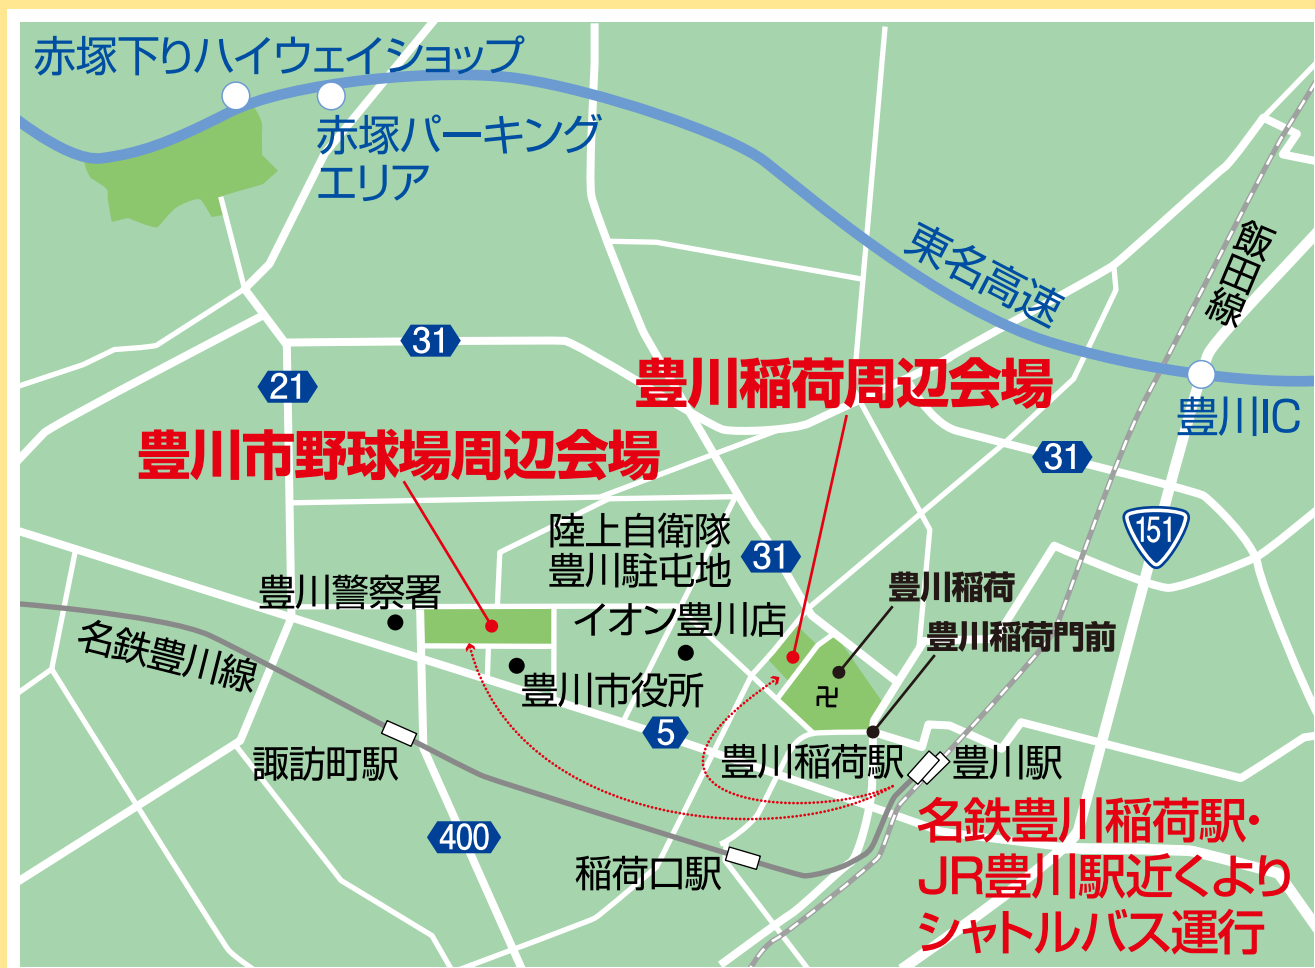 赤塚下りハイウェイショップ
赤塚パーキング
エリア
東名高速
飯田線
31
21
豊川稲荷周辺会場
豊川IC
豊川市野球場周辺会場
31
151
陸上自衛隊
豊川駐屯地
31
豊川警察署
イオン豊川店
豊川稲荷
豊川稲荷門前
名鉄豊川線
卍
豊川市役所
5
諏訪町駅
豊川稲荷駅
豊川駅
400
稲荷口駅
名鉄豊川稲荷駅・
JR豊川駅近くより
シャトルバス運行